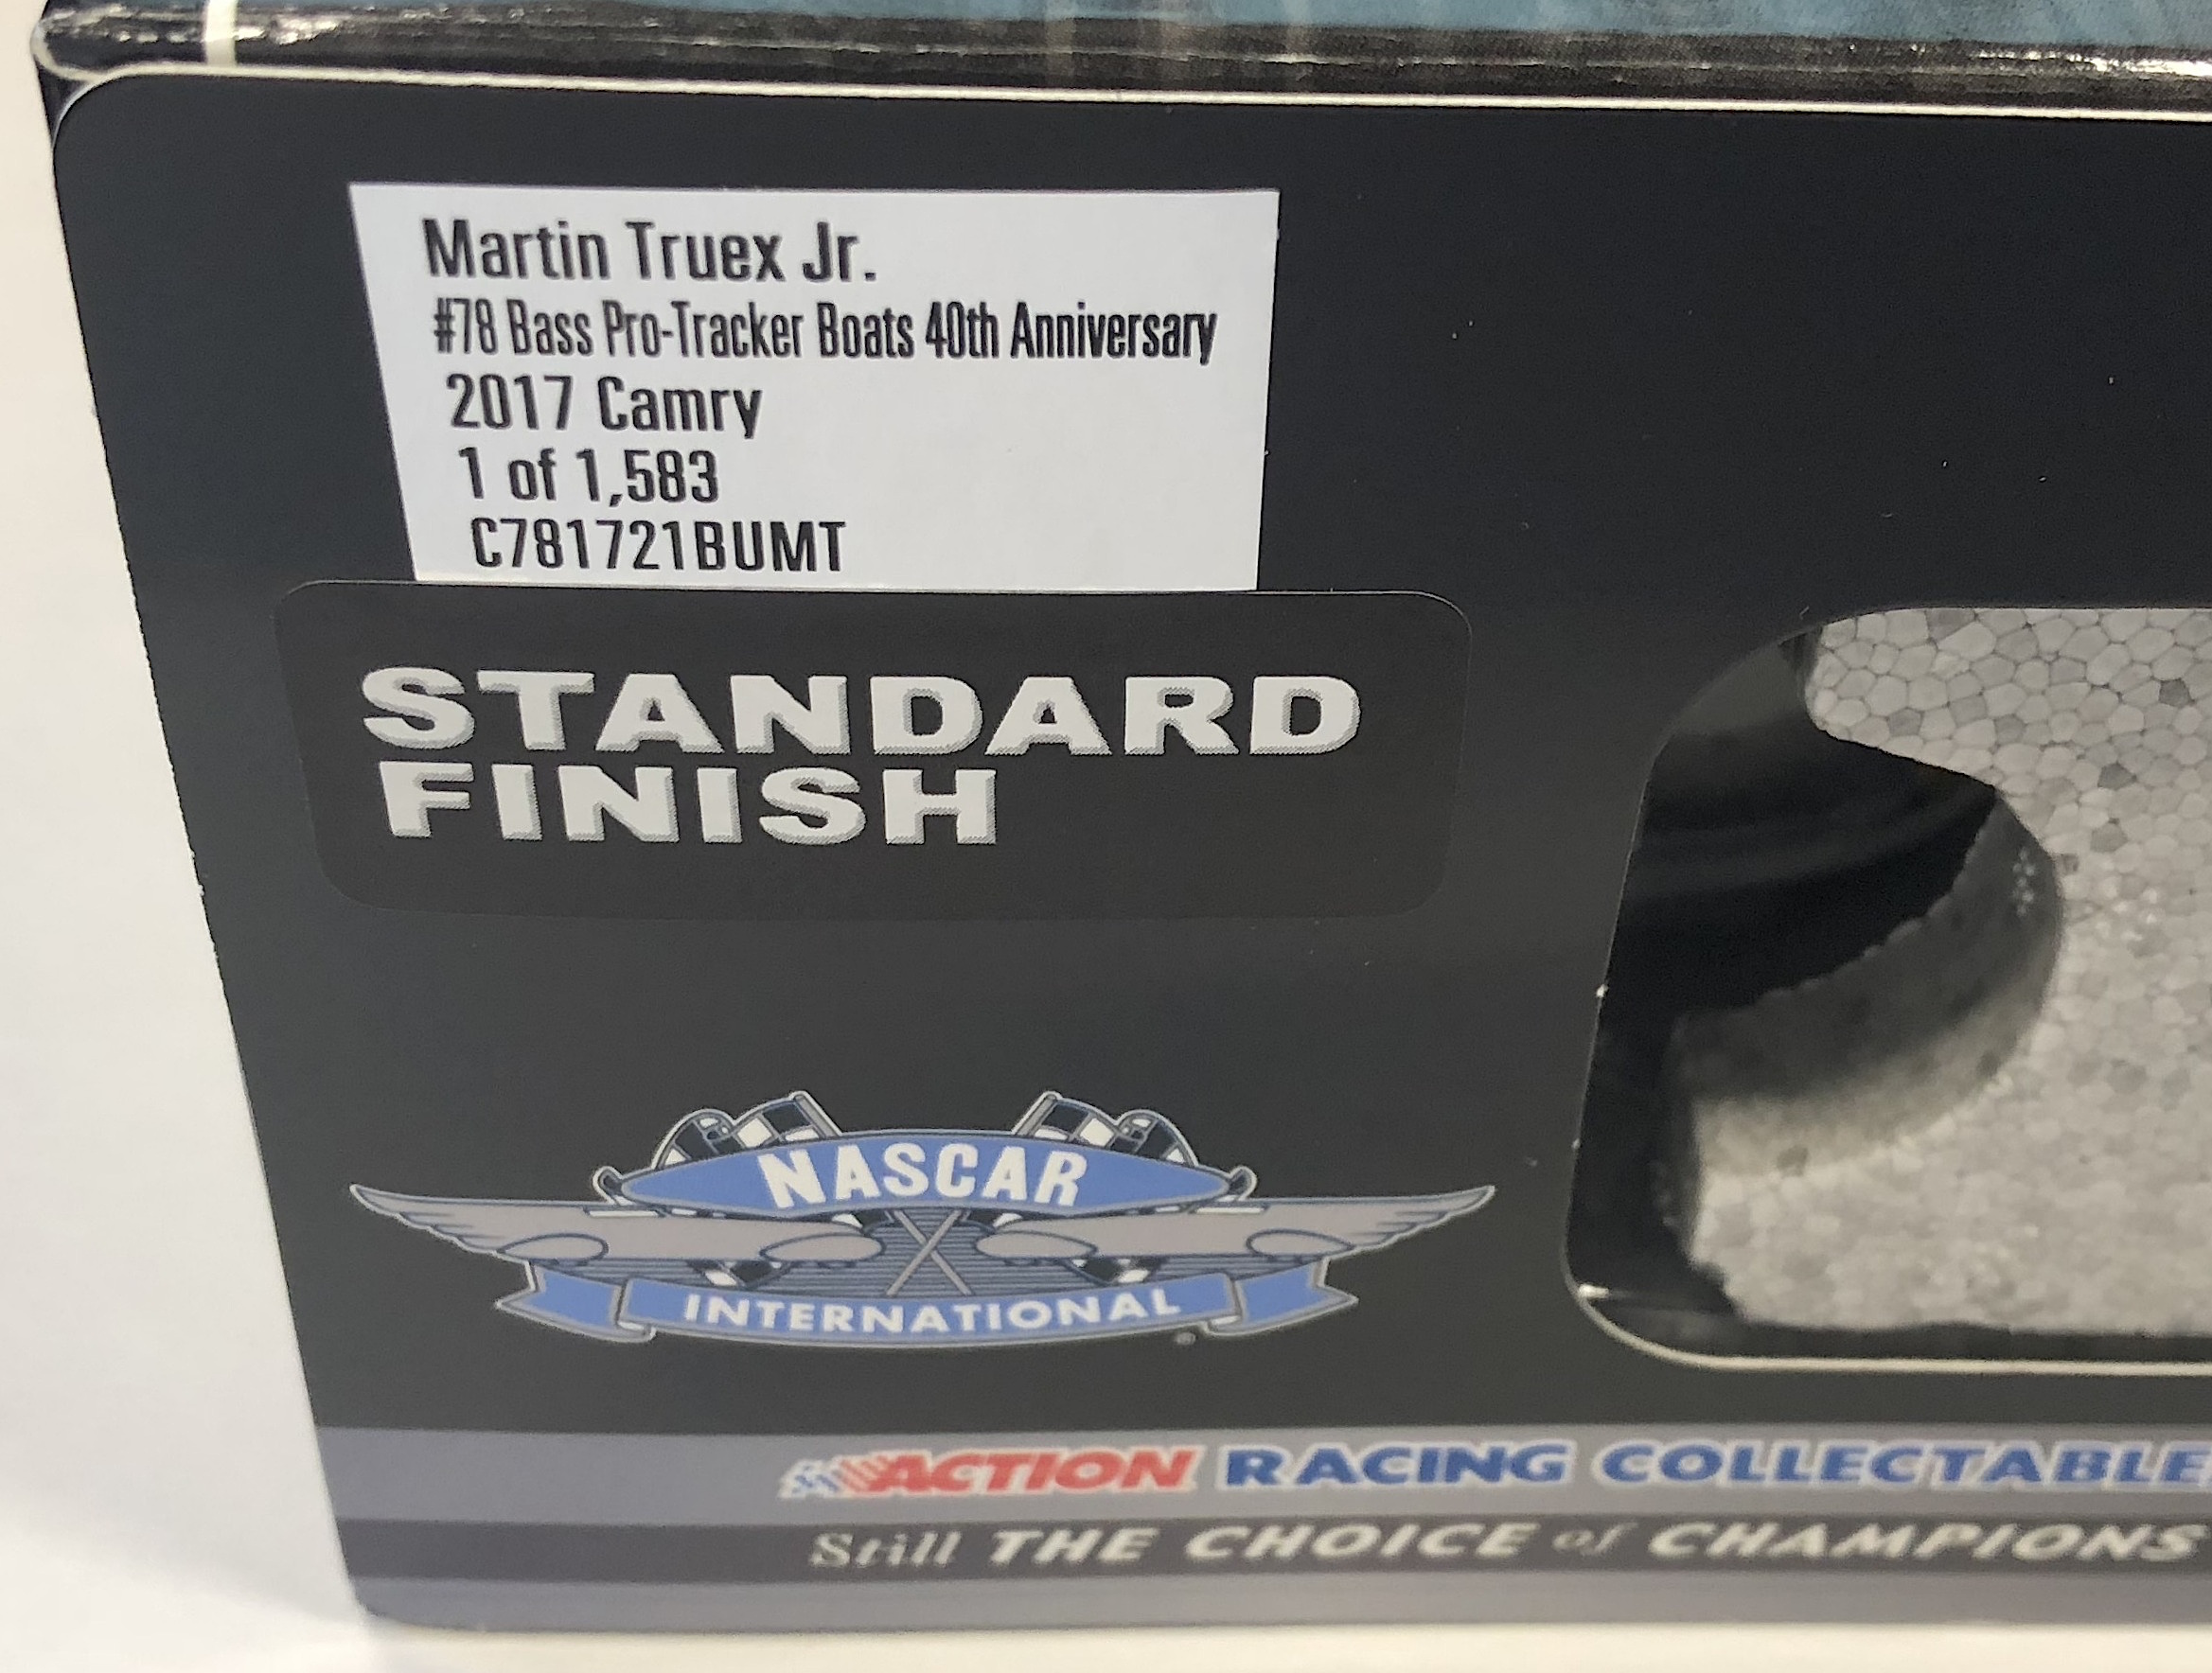 Martin Truex Jr.
#78 Bass Pro-Tracker Boats 40th Anniversary
2017 Camry
1 of 1,583
C781721BUMT
STANDARD
FINISH
NASCAR
INTERNATIONAL
ACTION RACING COLLECTABLE
Still THE CHOICE of CHAMPIONS